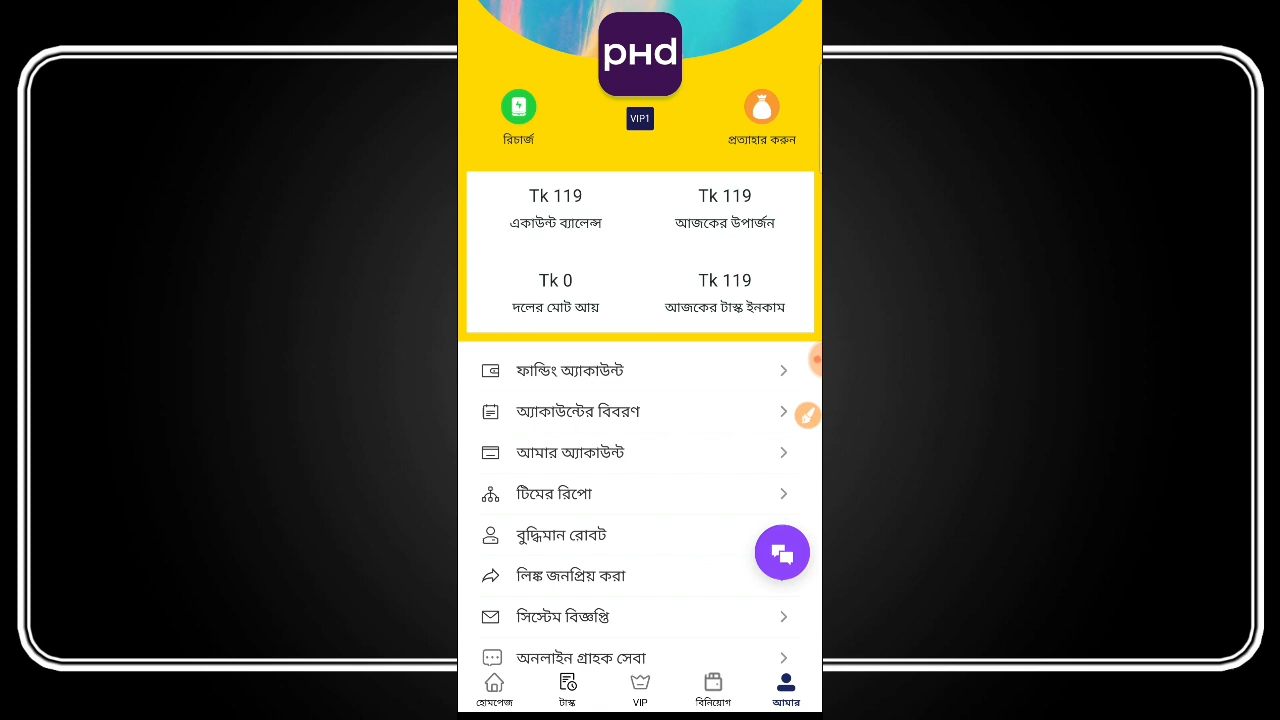 pHd
VIP1
রিচার্জ
প্রত্যাহার করুন
Tk 119
Tk 119
একাউন্ট ব্যালেন্স
আজকের উপার্জন
Tk 0
Tk 119
দলের মোট আয়
আজকের টাস্ক ইনকাম
ফান্ডিং অ্যাকাউন্ট
অ্যাকাউন্টের বিবরণ
আমার অ্যাকাউন্ট
টিমের রিপো
বুদ্ধিমান রোবট
লিঙ্ক জনপ্রিয় করা
সিস্টেম বিজ্ঞপ্তি
অনলাইন গ্রাহক সেবা
হোমপেজ
টাস্ক
VIP
বিনিয়োগ
আমার